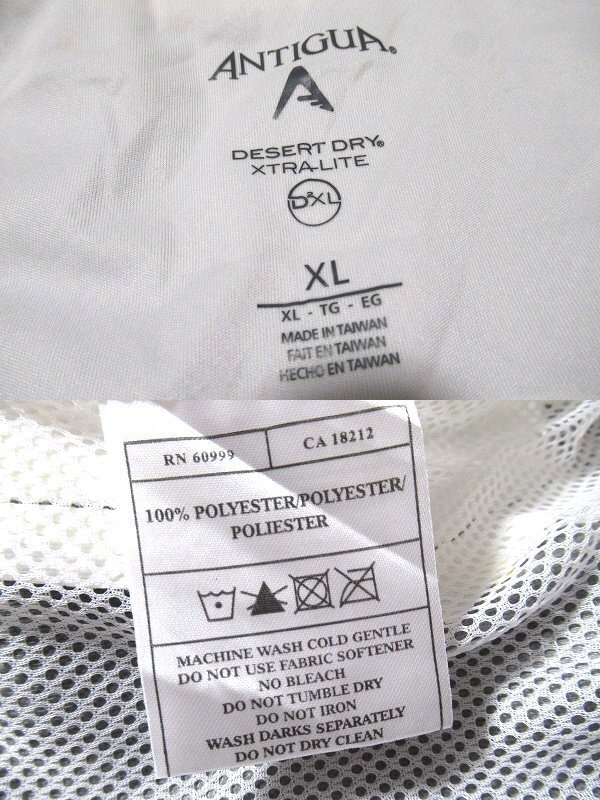 ANTIGUA®
DESERT DRY®
XTRA-LITE
D²XL
XL
XL - TG - EG
MADE IN TAIWAN
FAIT EN TAIWAN
HECHO EN TAIWAN
RN 60999
CA 18212
100% POLYESTER/POLYESTER/
POLIESTER
MACHINE WASH COLD GENTLE
DO NOT USE FABRIC SOFTENER
NO BLEACH
DO NOT TUMBLE DRY
DO NOT IRON
WASH DARKS SEPARATELY
DO NOT DRY CLEAN